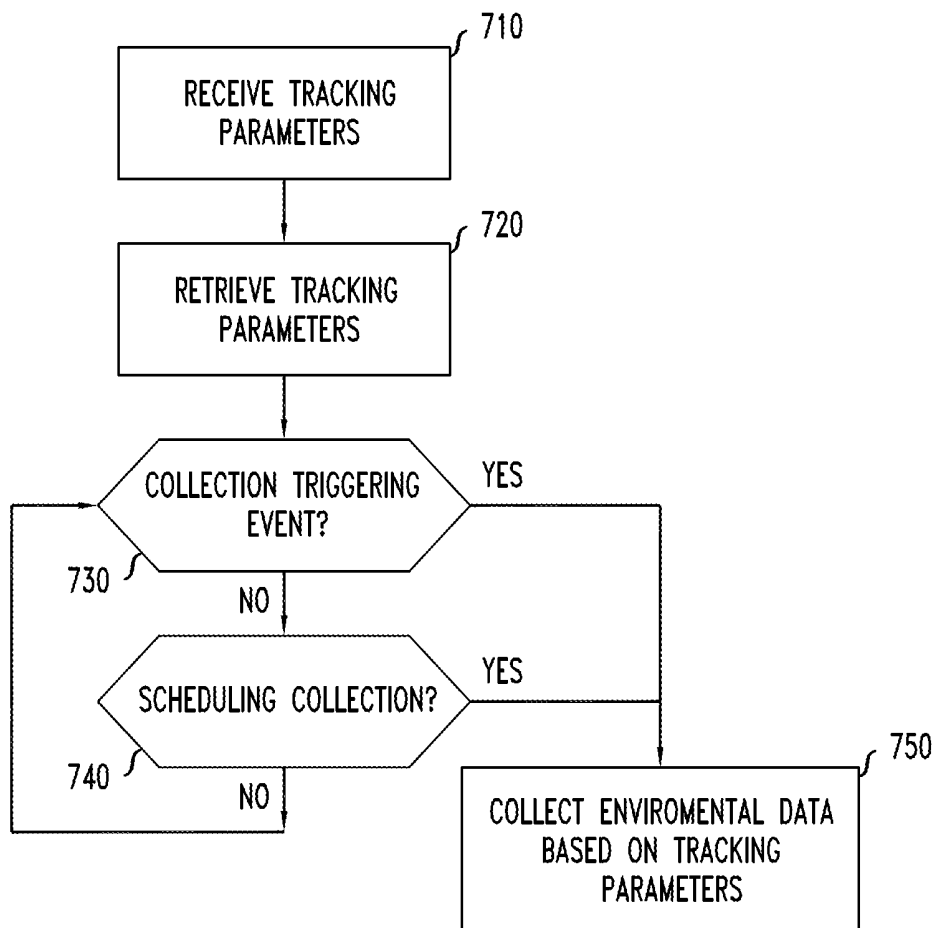 710
RECEIVE TRACKING
PARAMETERS
720
RETRIEVE TRACKING
PARAMETERS
COLLECTION TRIGGERING
EVENT?
YES
730
NO
SCHEDULING COLLECTION?
YES
740
NO
750
COLLECT ENVIROMENTAL DATA
BASED ON TRACKING
PARAMETERS